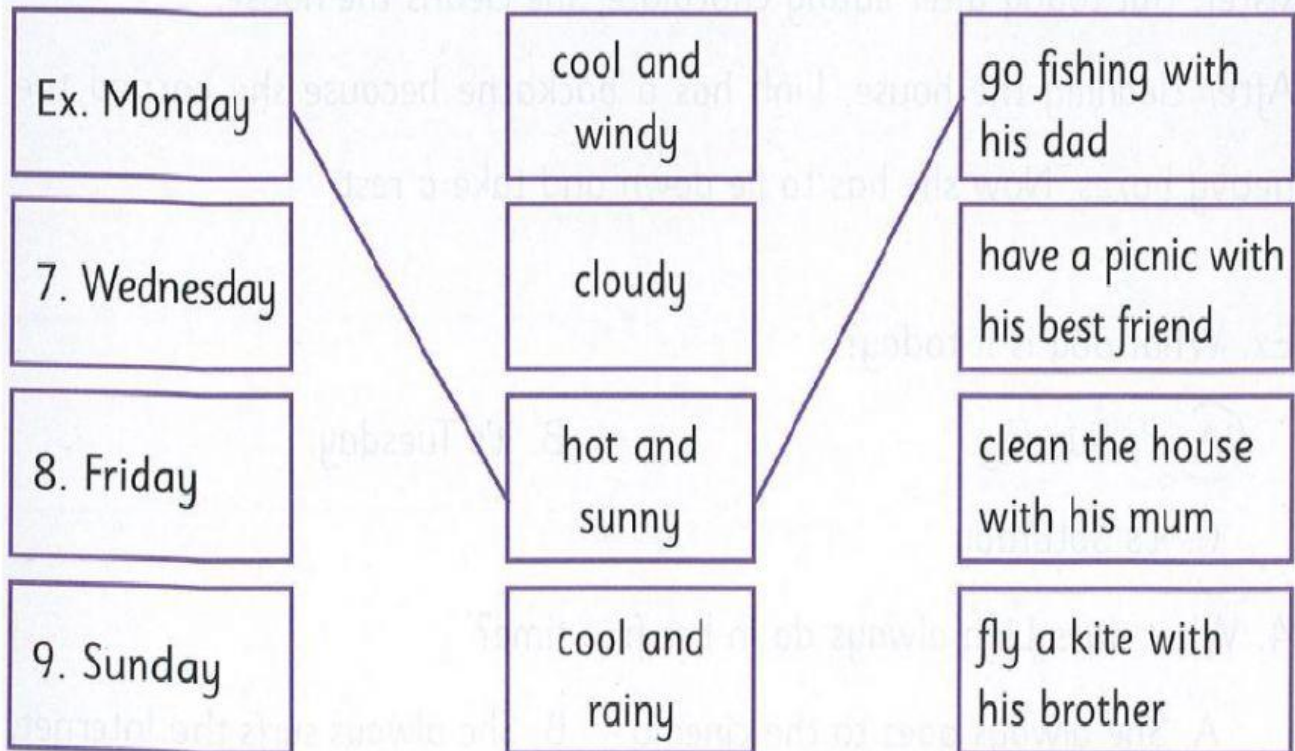 Ex. Monday
cool and
windy
go fishing with
his dad
7. Wednesday
cloudy
have a picnic with
his best friend
8. Friday
hot and
sunny
clean the house
with his mum
9. Sunday
cool and
rainy
fly a kite with
his brother